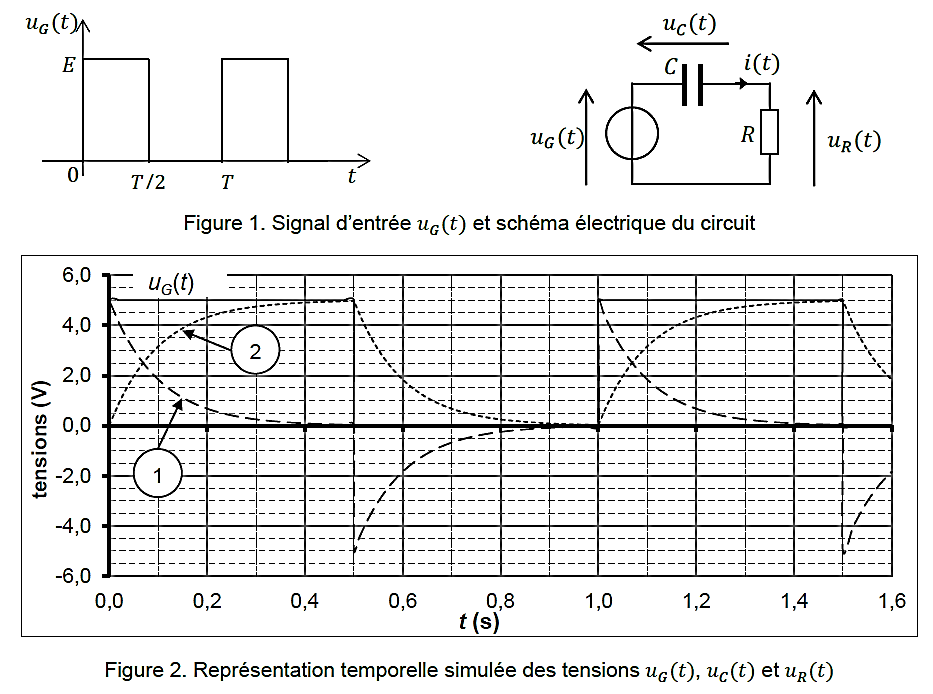 u_G(t)
E
0
T/2
T
t
u_C(t)
C
i(t)
u_G(t)
R
u_R(t)
Figure 1. Signal d’entrée u_G(t) et schéma électrique du circuit
6,0
u_G(t)
4,0
2
2,0
0,0
1
-2,0
-4,0
-6,0
tensions (V)
0,0 0,2 0,4 0,6 0,8 1,0 1,2 1,4 1,6
t (s)
Figure 2. Représentation temporelle simulée des tensions u_G(t), u_C(t) et u_R(t)